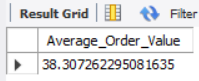 Result Grid Filter
Average_Order_Value
38.307262295081635